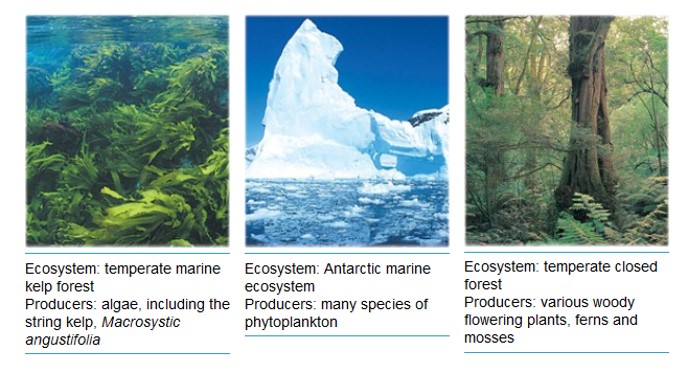 Ecosystem: temperate marine
kelp forest
Producers: algae, including the
string kelp, Macrosystic
angustifolia
Ecosystem: Antarctic marine
ecosystem
Producers: many species of
phytoplankton
Ecosystem: temperate closed
forest
Producers: various woody
flowering plants, ferns and
mosses